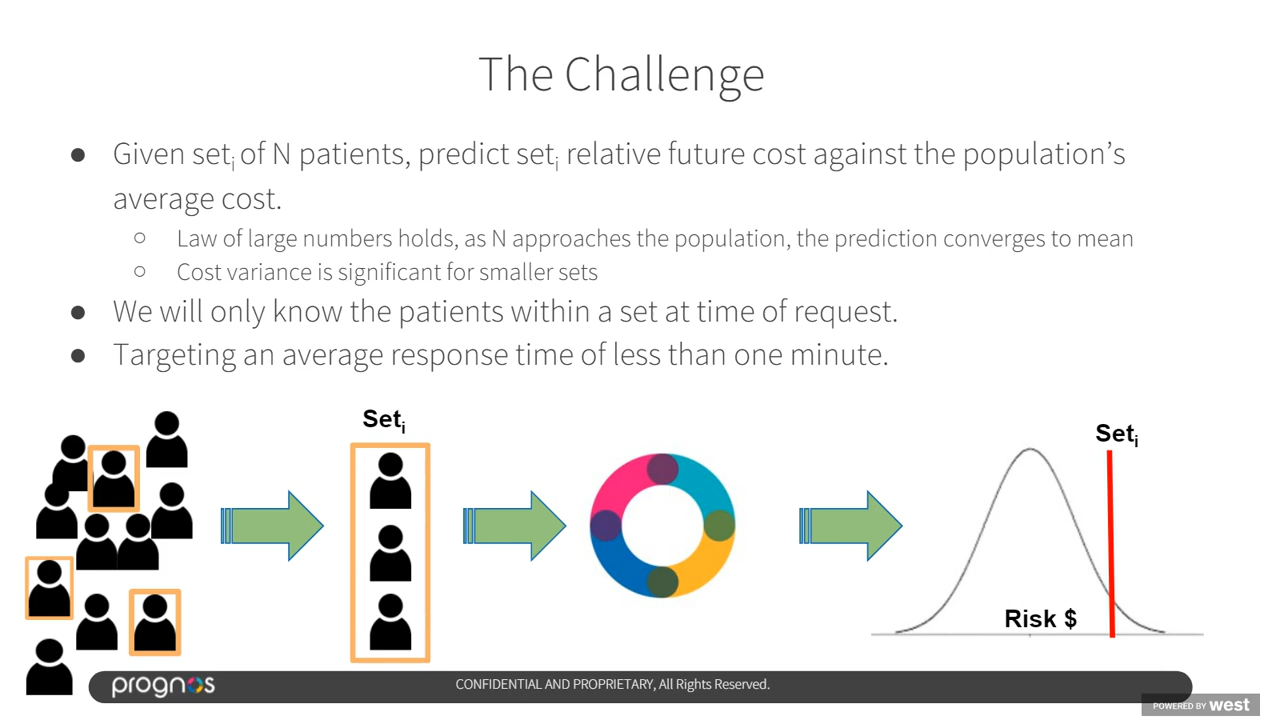 The Challenge
● Given setᵢ of N patients, predict setᵢ relative future cost against the population’s
average cost.
○ Law of large numbers holds, as N approaches the population, the prediction converges to mean
○ Cost variance is significant for smaller sets
● We will only know the patients within a set at time of request.
● Targeting an average response time of less than one minute.
Setᵢ
Setᵢ
Risk $
prognos
CONFIDENTIAL AND PROPRIETARY, All Rights Reserved.
POWERED BY west